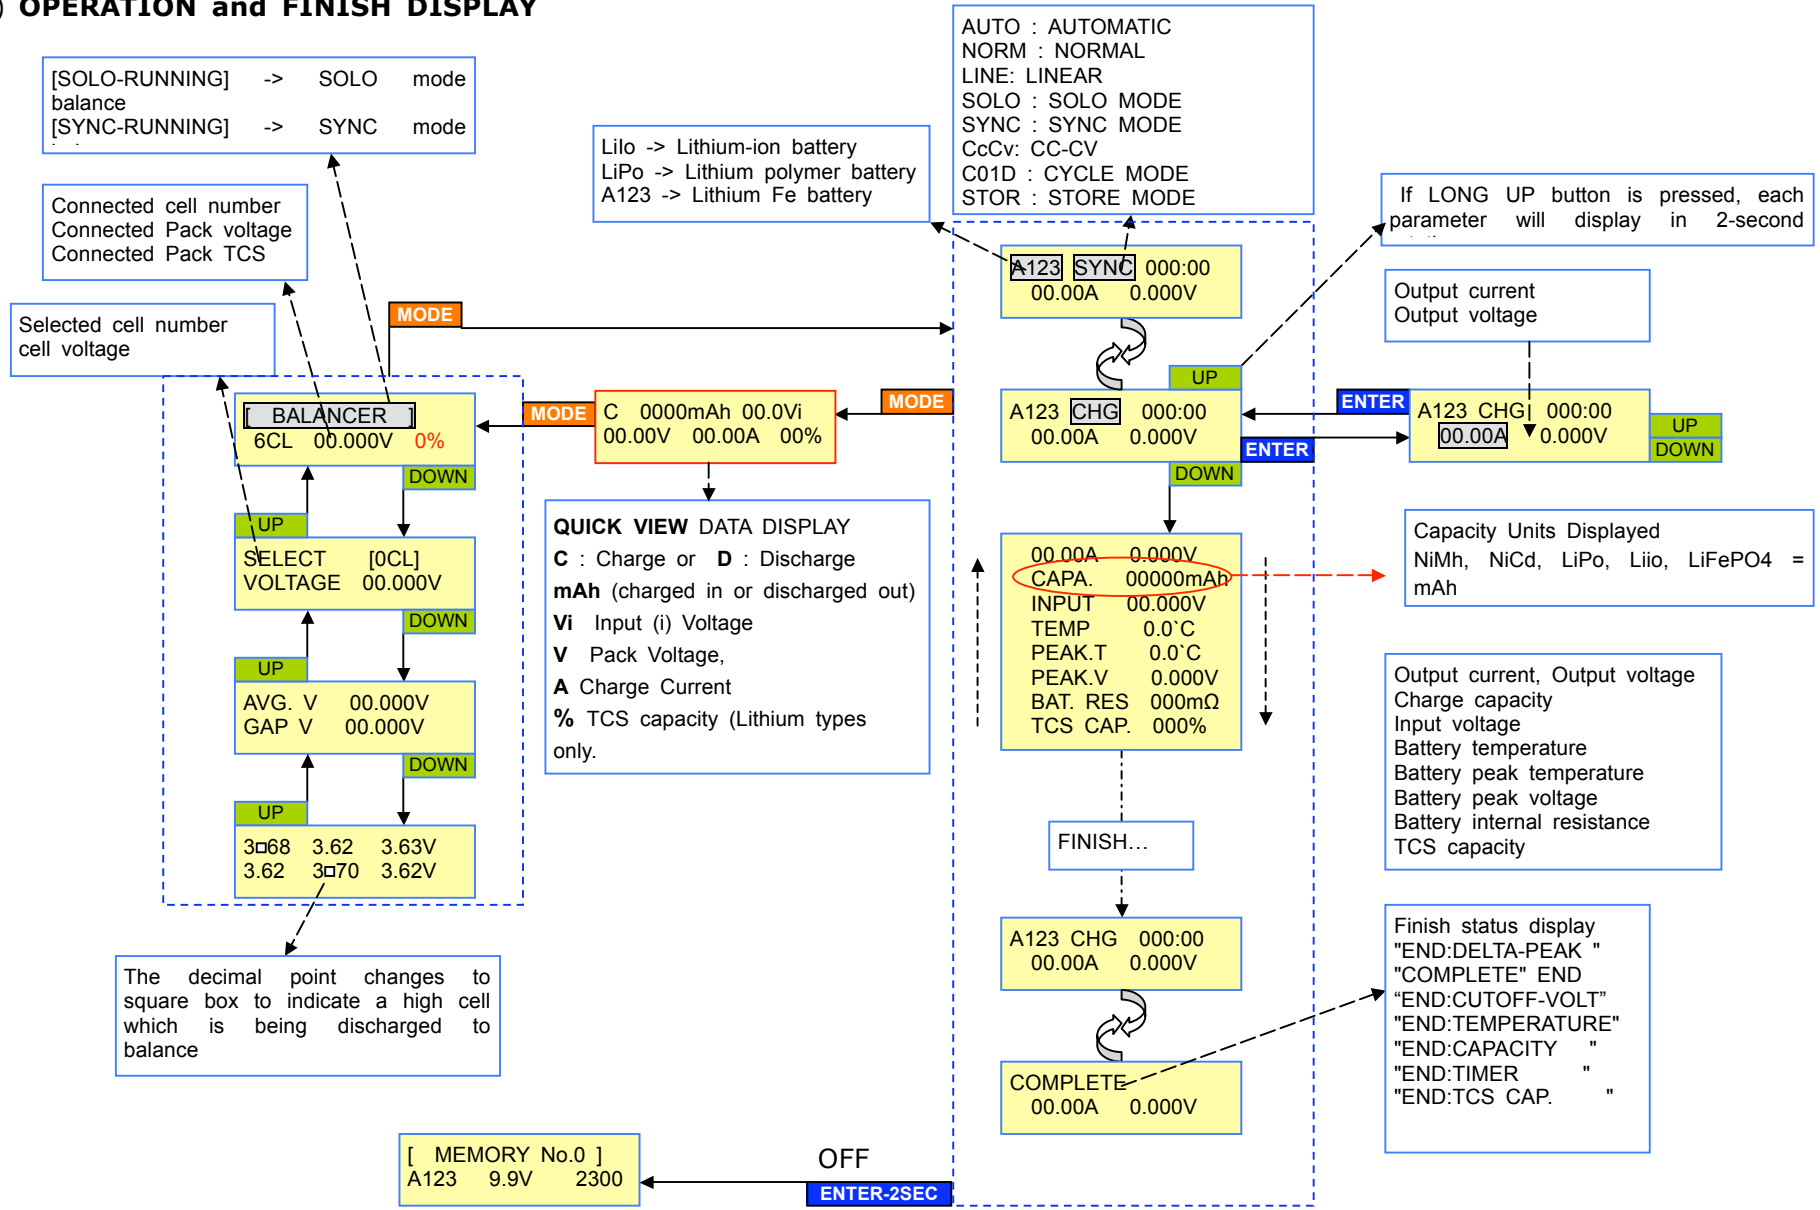 ) OPERATION and FINISH DISPLAY
[SOLO-RUNNING] -> SOLO mode
balance
[SYNC-RUNNING] -> SYNC mode
Connected cell number
Connected Pack voltage
Connected Pack TCS
Selected cell number
cell voltage
MODE
[ BALANCER ]
6CL 00.000V 0%
DOWN
UP
SELECT [0CL]
VOLTAGE 00.000V
DOWN
UP
AVG. V 00.000V
GAP V 00.000V
DOWN
UP
3□68 3.62 3.63V
3.62 3□70 3.62V
The decimal point changes to
square box to indicate a high cell
which is being discharged to
balance
LiIo -> Lithium-ion battery
LiPo -> Lithium polymer battery
A123 -> Lithium Fe battery
MODE
C 0000mAh 00.0Vi
00.00V 00.00A 00%
MODE
QUICK VIEW DATA DISPLAY
C : Charge or D : Discharge
mAh (charged in or discharged out)
Vi Input (i) Voltage
V Pack Voltage,
A Charge Current
% TCS capacity (Lithium types
only.
AUTO : AUTOMATIC
NORM : NORMAL
LINE: LINEAR
SOLO : SOLO MODE
SYNC : SYNC MODE
CcCv: CC-CV
C01D : CYCLE MODE
STOR : STORE MODE
A123 SYNC 000:00
00.00A 0.000V
UP
A123 CHG 000:00
00.00A 0.000V
DOWN
ENTER
ENTER
00.00A 0.000V
CAPA. 00000mAh
INPUT 00.000V
TEMP 0.0`C
PEAK.T 0.0`C
PEAK.V 0.000V
BAT. RES 000mΩ
TCS CAP. 000%
FINISH...
A123 CHG 000:00
00.00A 0.000V
COMPLETE
00.00A 0.000V
If LONG UP button is pressed, each
parameter will display in 2-second
Output current
Output voltage
A123 CHG 000:00
00.00A 0.000V
UP
DOWN
Capacity Units Displayed
NiMh, NiCd, LiPo, Liio, LiFePO4 =
mAh
Output current, Output voltage
Charge capacity
Input voltage
Battery temperature
Battery peak temperature
Battery peak voltage
Battery internal resistance
TCS capacity
Finish status display
"END:DELTA-PEAK "
"COMPLETE" END
“END:CUTOFF-VOLT”
"END:TEMPERATURE"
"END:CAPACITY "
"END:TIMER "
"END:TCS CAP. "
[ MEMORY No.0 ]
A123 9.9V 2300
OFF
ENTER-2SEC